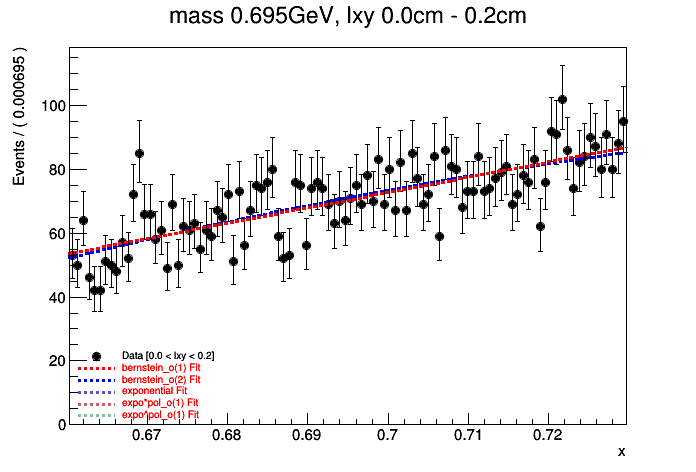 mass 0.695GeV, lxy 0.0cm - 0.2cm
Events / ( 0.000695 )
100
80
60
40
20
0
Data [0.0 < lxy < 0.2]
bernstein_o(1) Fit
bernstein_o(2) Fit
exponential Fit
expo*pol_o(1) Fit
expo^pol_o(1) Fit
0.67 0.68 0.69 0.7 0.71 0.72
x